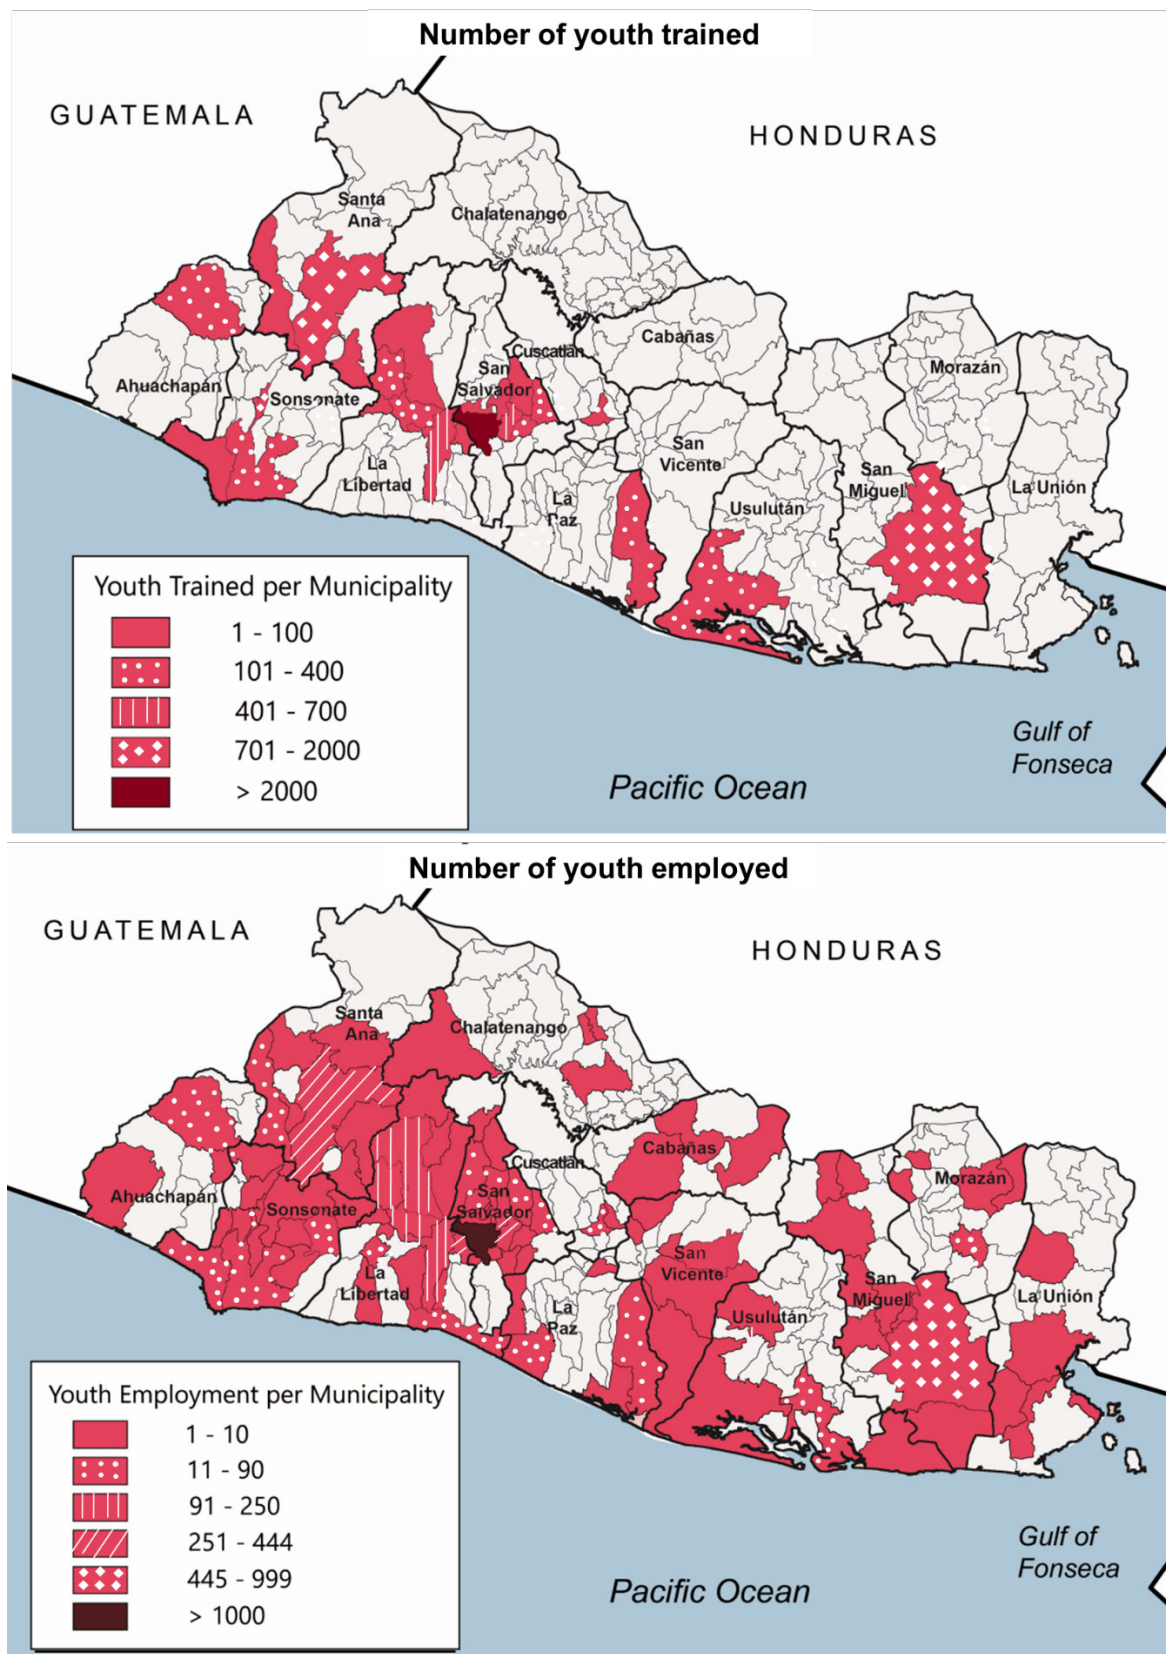 Number of youth trained
GUATEMALA
HONDURAS
Santa
Ana
Chalatenango
Cabañas
Cuscatlán
San
Salvador
Morazán
Ahuachapán
Sonsonate
San
Vicente
La
Libertad
San
Miguel
La Unión
La
Paz
Usulután
Youth Trained per Municipality
1 - 100
101 - 400
401 - 700
701 - 2000
> 2000
Gulf of
Fonseca
Pacific Ocean
Number of youth employed
GUATEMALA
HONDURAS
Santa
Ana
Chalatenango
Cabañas
Cuscatlán
Morazán
San
Salvador
Ahuachapán
Sonsonate
San
Vicente
La
Libertad
San
Miguel
La Unión
La
Paz
Usulután
Youth Employment per Municipality
1 - 10
11 - 90
91 - 250
251 - 444
445 - 999
> 1000
Gulf of
Fonseca
Pacific Ocean